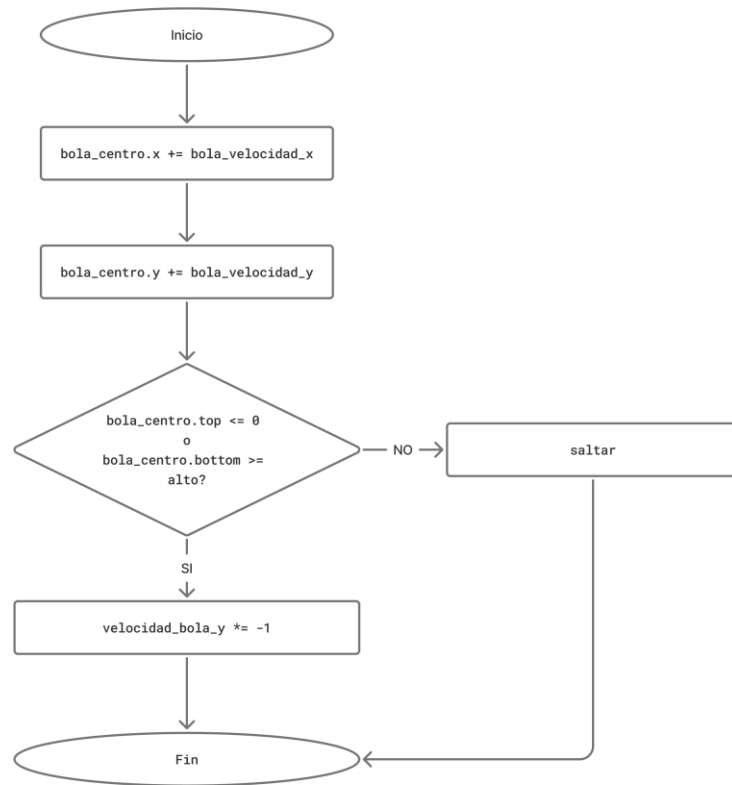 Inicio
bola_centro.x += bola_velocidad_x
bola_centro.y += bola_velocidad_y
bola_centro.top <= 0
o
bola_centro.bottom >=
alto?
NO
saltar
SI
velocidad_bola_y *= -1
Fin